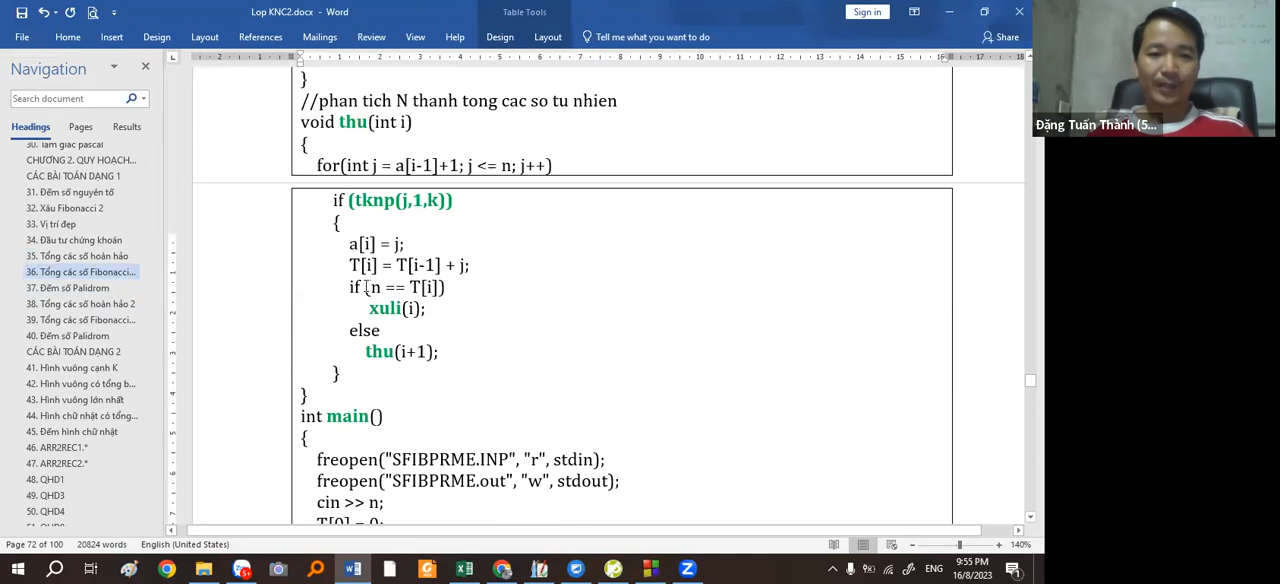 Lop KNC2.docx - Word
Table Tools
Sign in
File
Home
Insert
Design
Layout
References
Mailings
Review
View
Help
Design
Layout
Tell me what you want to do
Share
Navigation
Search document
Headings
Pages
Results
30. Tam giác pascal
CHƯƠNG 2. QUY HOẠCH...
CÁC BÀI TOÁN DẠNG 1
31. Đếm số nguyên tố
32. Xâu Fibonacci 2
33. Vị trí đẹp
34. Đầu tư chứng khoán
35. Tổng các số hoàn hảo
36. Tổng các số Fibonacci...
37. Đếm số Palidrom
38. Tổng các số hoàn hảo 2
39. Tổng các số Fibonacci...
40. Đếm số Palidrom
CÁC BÀI TOÁN DẠNG 2
41. Hình vuông cạnh K
42. Hình vuông có tổng b...
43. Hình vuông lớn nhất
44. Hình chữ nhật có tổng...
45. Đếm hình chữ nhật
46. ARR2REC1.*
47. ARR2REC2.*
48. QHD1
49. QHD3
50. QHD4
}
//phan tich N thanh tong cac so tu nhien
void thu(int i)
{
for(int j = a[i-1]+1; j <= n; j++)
if (tknp(j,1,k))
{
a[i] = j;
T[i] = T[i-1] + j;
if (n == T[i])
xuli(i);
else
thu(i+1);
}
}
int main()
{
freopen("SFIBPRME.INP", "r", stdin);
freopen("SFIBPRME.out", "w", stdout);
cin >> n;
T[0] = 0;
Đặng Tuấn Thành (5...
Page 72 of 100
20824 words
English (United States)
140%
ENG
9:55 PM
16/8/2023